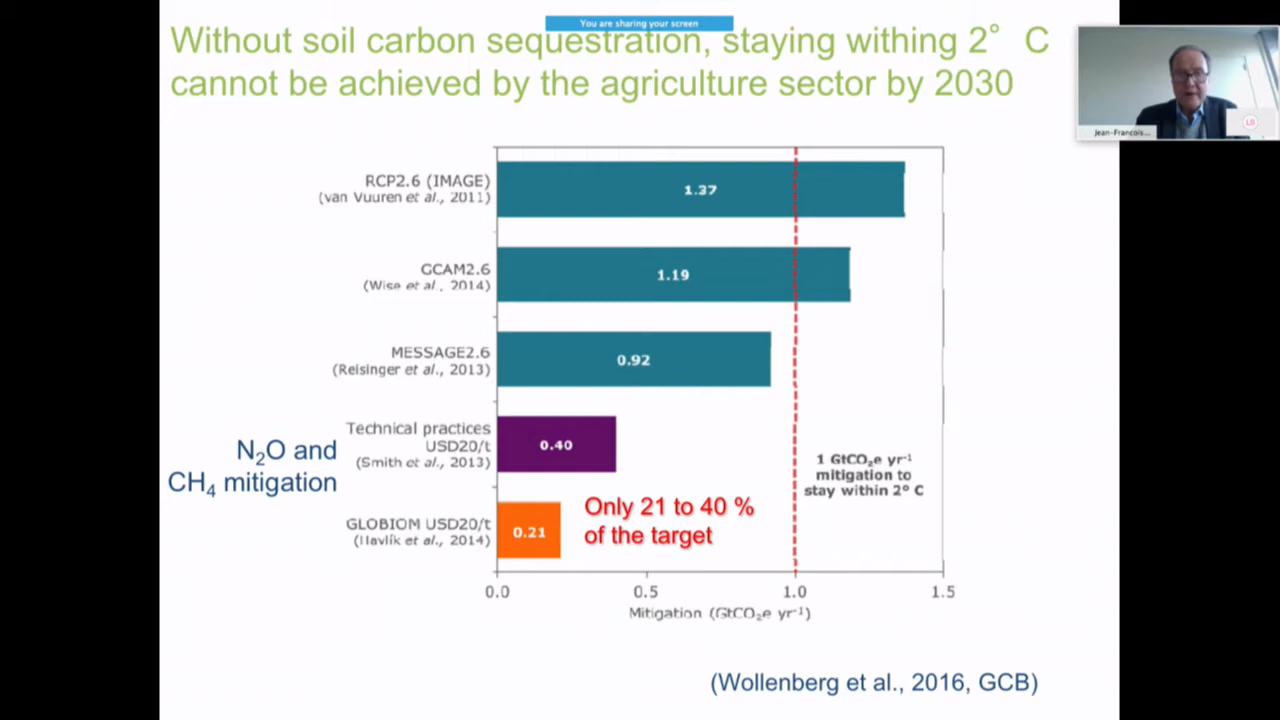 You are sharing your screen
Without soil carbon sequestration, staying withing 2° C
cannot be achieved by the agriculture sector by 2030
Jean-Francois...
LB
RCP2.6 (IMAGE)
(van Vuuren et al., 2011)
1.37
GCAM2.6
(Wise et al., 2014)
1.19
MESSAGE2.6
(Reisinger et al., 2013)
0.92
N₂O and
CH₄ mitigation
Technical practices
USD20/t
(Smith et al., 2013)
0.40
GLOBIOM USD20/t
(Havlík et al., 2014)
0.21
Only 21 to 40 %
of the target
1 GtCO₂e yr⁻¹
mitigation to
stay within 2° C
0.0 0.5 1.0 1.5
Mitigation (GtCO₂e yr⁻¹)
(Wollenberg et al., 2016, GCB)